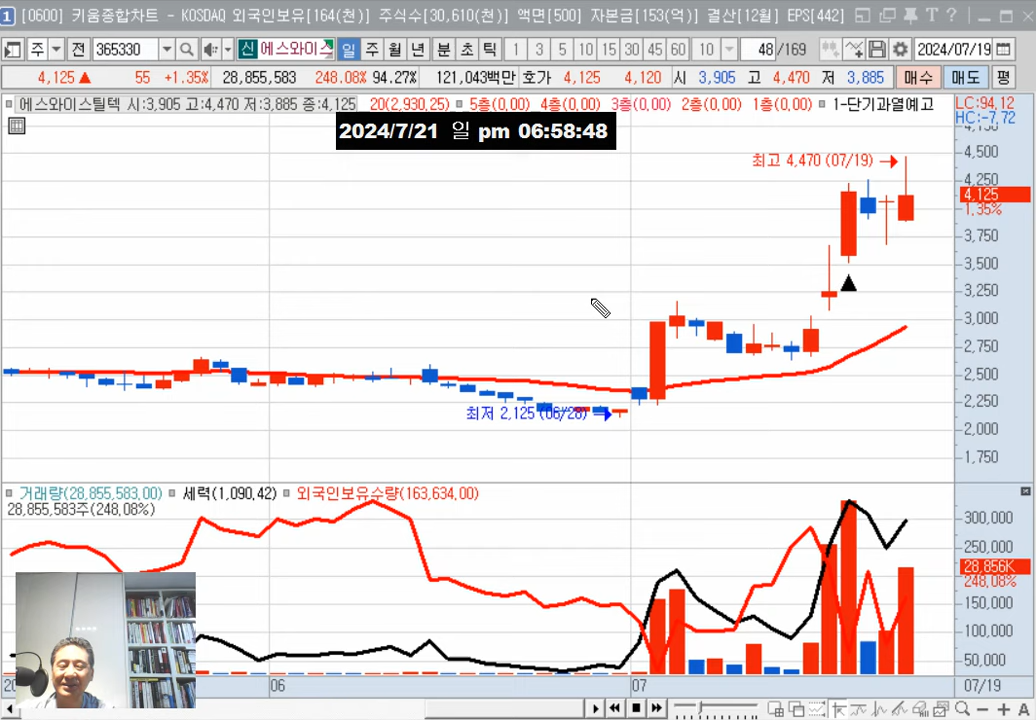 1 [0600] 키움종합차트 - KOSDAQ 외국인보유[164(천)] 주식수[30,610(천)] 액면[500] 자본금[153(억)] 결산[12월] EPS[442]
주 전 365330 신 에스와이스 일 주 월 년 분 초 틱 1 3 5 10 15 30 45 60 10 48 /169 2024/07/19
4,125 ▲ 55 +1.35% 28,855,583 248.08% 94.27% 121,043백만 호가 4,125 4,120 시 3,905 고 4,470 저 3,885 매수 매도 평
에스와이스틸텍 시:3,905 고:4,470 저:3,885 종:4,125 20(2,930,25) 5층(0,00) 4층(0,00) 3층(0,00) 2층(0,00) 1층(0,00) 1-단기과열예고 LC:94,12
HC:-7,72
2024/7/21 일 pm 06:58:48
4,500
최고 4,470 (07/19)
4,250
4,125
1,35%
3,750
3,500
3,250
3,000
2,750
2,500
2,250
최저 2,125 (06/28)
2,000
1,750
거래량(28,855,583,00) 세력(1,090,42) 외국인보유수량(163,634,00)
28,855,583주(248,08%)
300,000
250,000
28,856K
248,08%
150,000
100,000
50,000
06 07 07/19